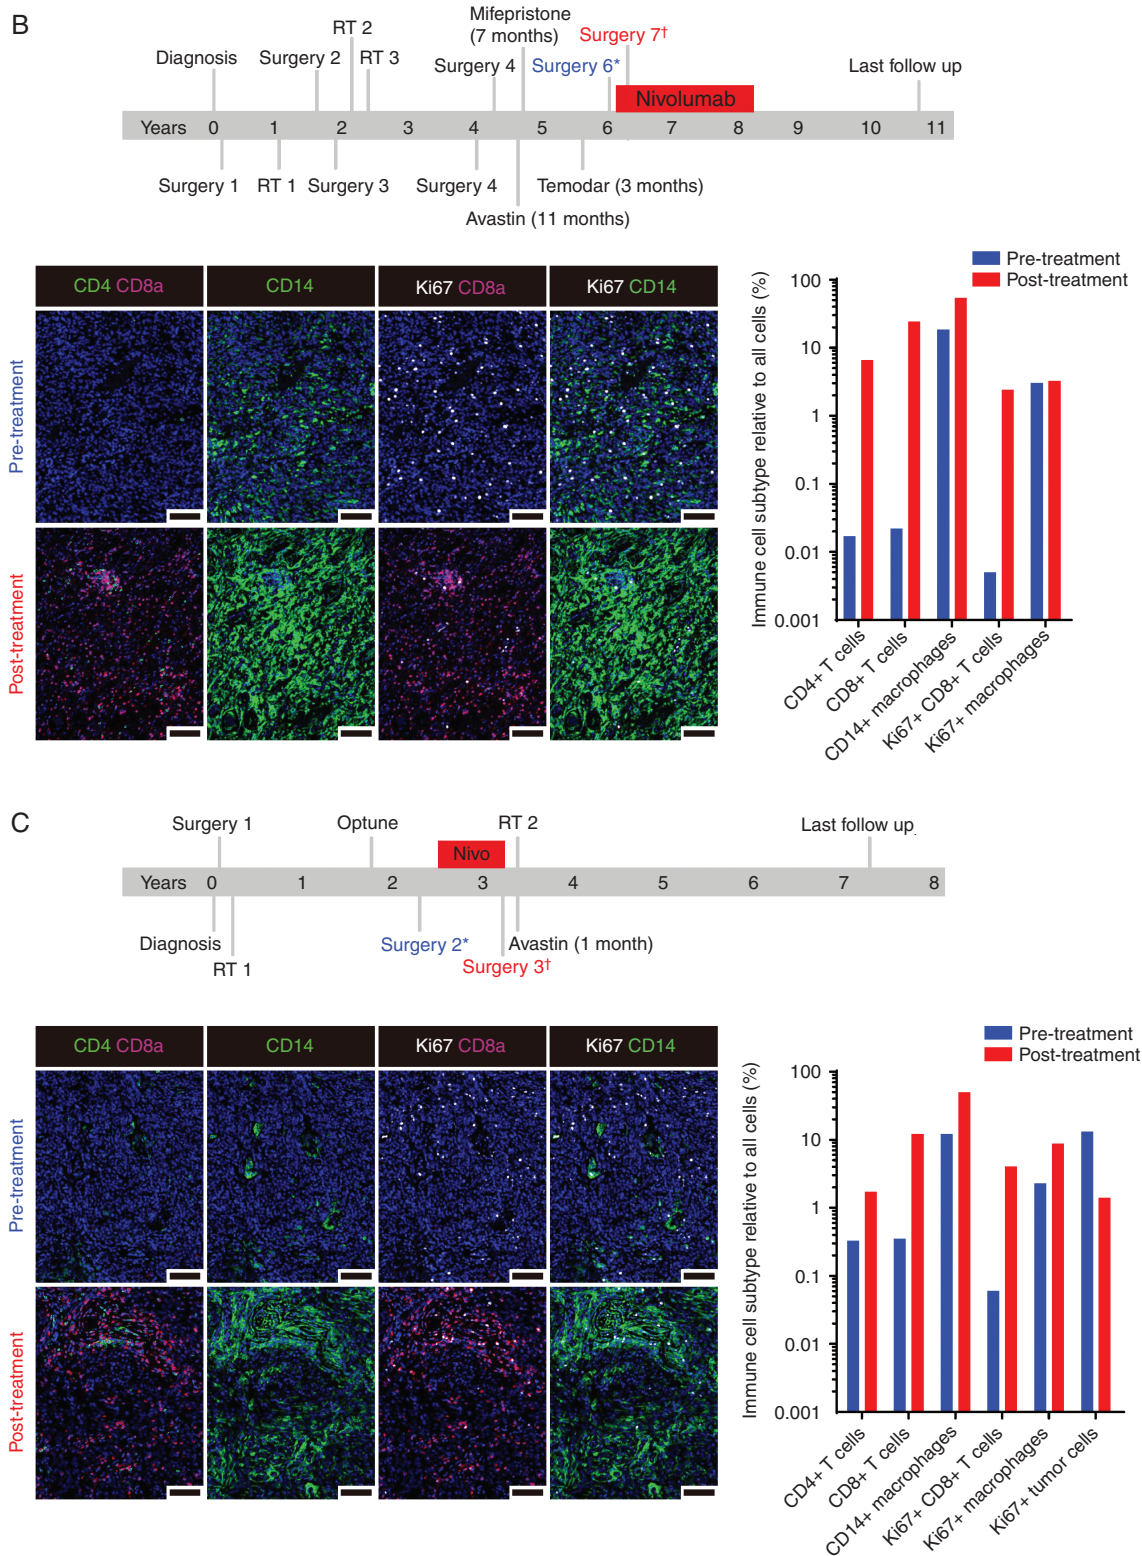 B
Mifepristone
(7 months)
RT 2
Surgery 7†
Diagnosis
Surgery 2
RT 3
Surgery 4
Surgery 6*
Last follow up
Nivolumab
Years 0 1 2 3 4 5 6 7 8 9 10 11
Surgery 1
RT 1
Surgery 3
Surgery 4
Temodar (3 months)
Avastin (11 months)
CD4 CD8a
CD14
Ki67 CD8a
Ki67 CD14
Pre-treatment
Post-treatment
Pre-treatment
Post-treatment
Immune cell subtype relative to all cells (%)
100
10
1
0.1
0.01
0.001
CD4+ T cells
CD8+ T cells
CD14+ macrophages
Ki67+ CD8+ T cells
Ki67+ macrophages
C
Surgery 1
Optune
RT 2
Last follow up
Nivo
Years 0 1 2 3 4 5 6 7 8
Diagnosis
RT 1
Surgery 2*
Avastin (1 month)
Surgery 3†
CD4 CD8a
CD14
Ki67 CD8a
Ki67 CD14
Pre-treatment
Post-treatment
Pre-treatment
Post-treatment
Immune cell subtype relative to all cells (%)
100
10
1
0.1
0.01
0.001
CD4+ T cells
CD8+ T cells
CD14+ macrophages
Ki67+ CD8+ T cells
Ki67+ macrophages
Ki67+ tumor cells